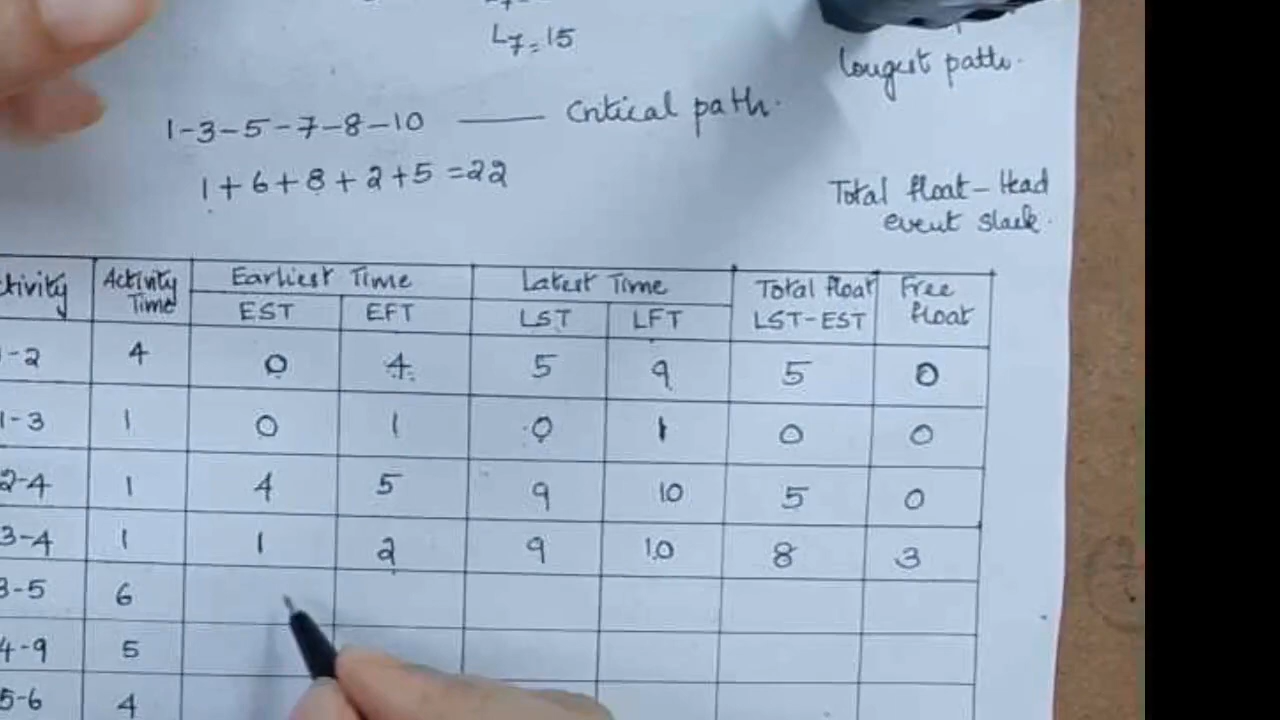 L7=15
longest path.
1-3-5-7-8-10 —— Critical path.
1+6+8+2+5=22
Total float - Head
event slack.
Activity Time Earliest Time Latest Time Total float LST-EST Free float
EST EFT LST LFT
-2 4 0 4 5 9 5 0
1-3 1 0 1 0 1 0 0
2-4 1 4 5 9 10 5 0
3-4 1 1 2 9 10 8 3
3-5 6
4-9 5
5-6 4